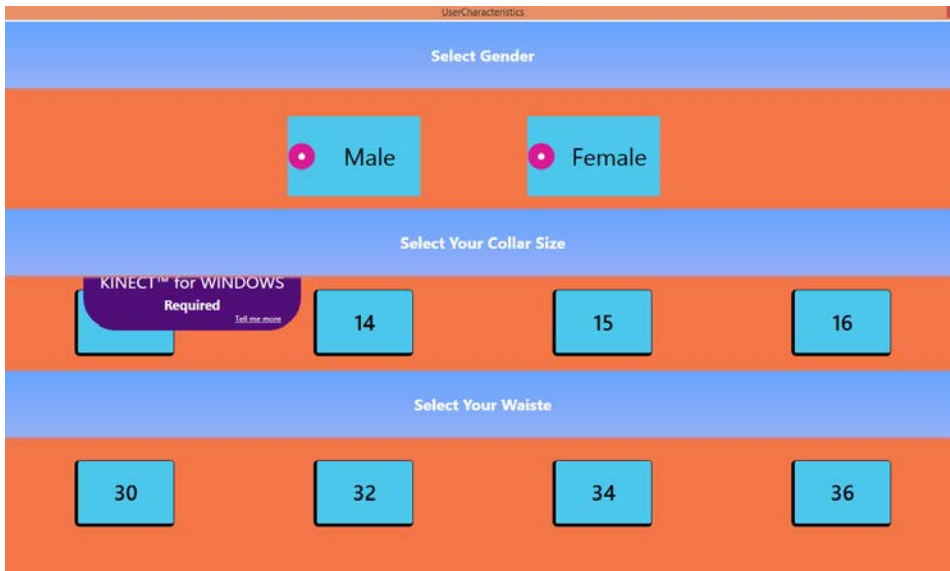 UserCharacteristics
Select Gender
Male
Female
Select Your Collar Size
KINECT™ for WINDOWS
Required
Tell me more
14
15
16
Select Your Waiste
30
32
34
36